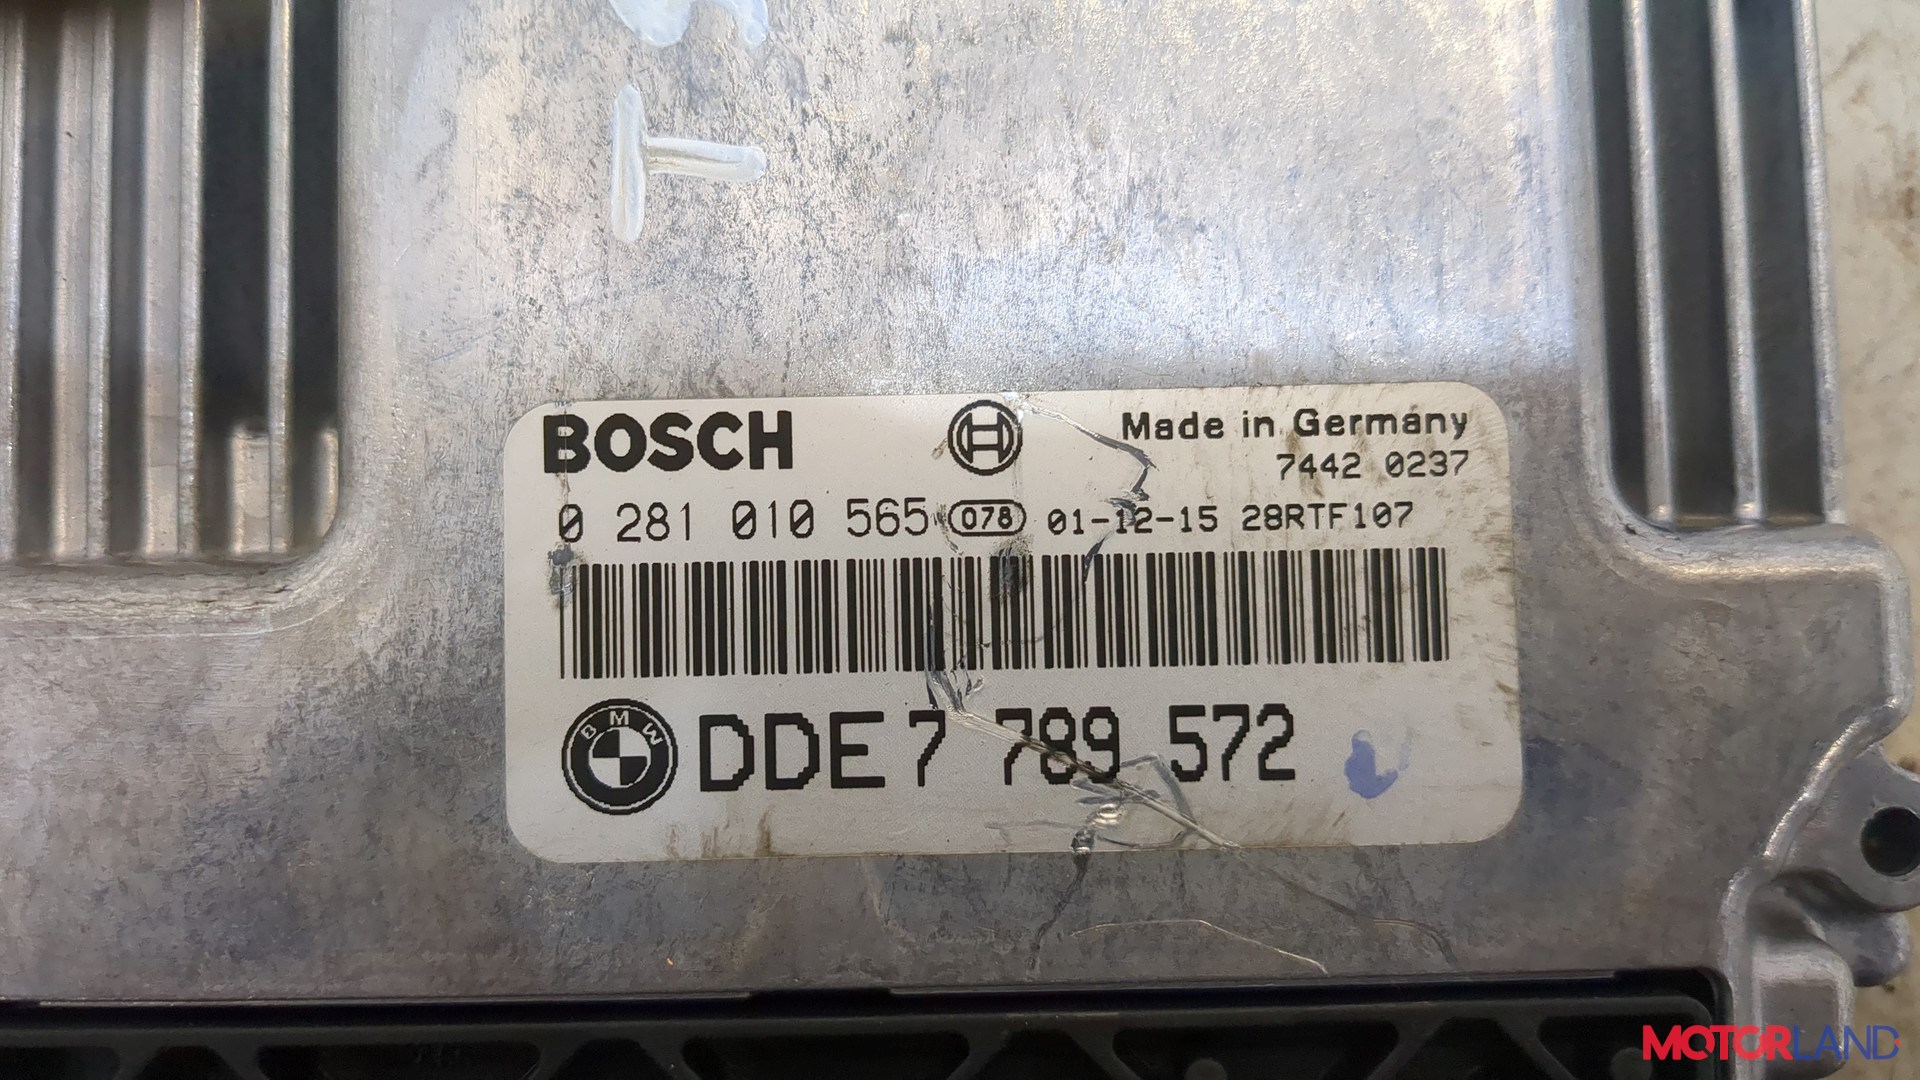 BOSCH
Made in Germany
7442 0237
0 281 010 565 078 01-12-15 28RTF107
BMW DDE 7 789 572
MOTORLAND